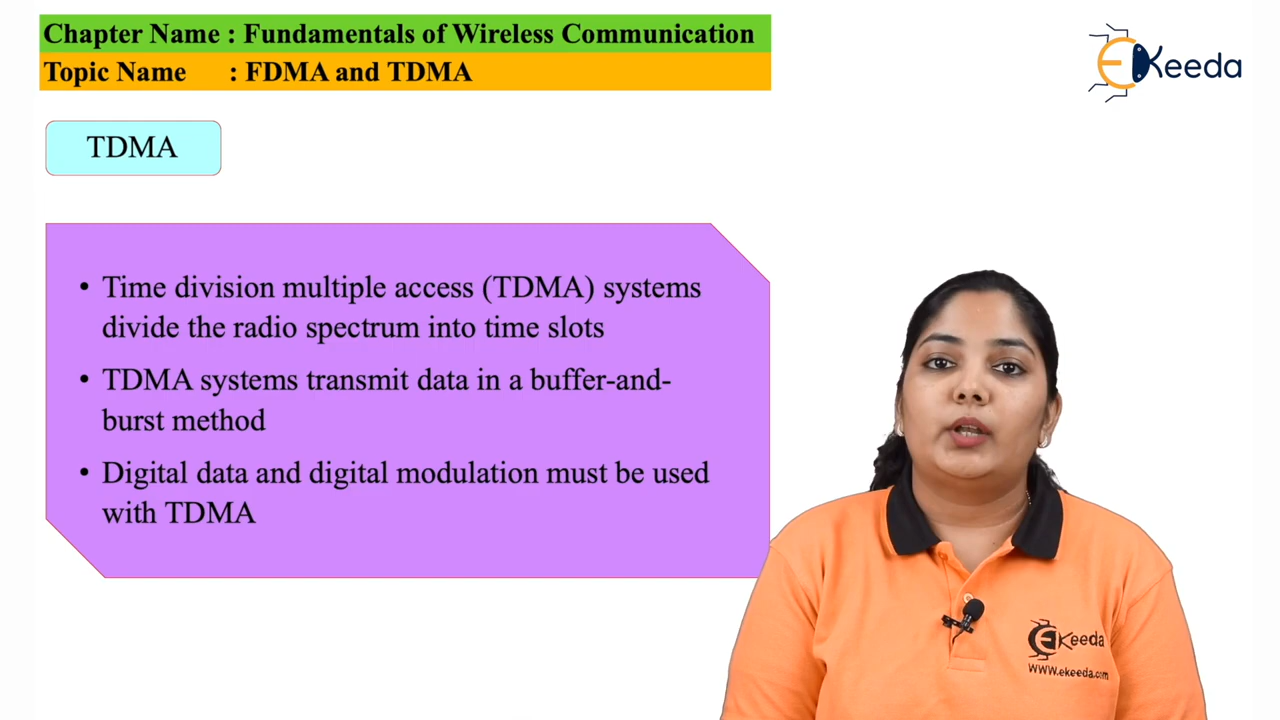 Chapter Name : Fundamentals of Wireless Communication
Topic Name : FDMA and TDMA
EKeeda
TDMA
• Time division multiple access (TDMA) systems
divide the radio spectrum into time slots
• TDMA systems transmit data in a buffer-and-
burst method
• Digital data and digital modulation must be used
with TDMA
EKeeda
WWW.ekeeda.com